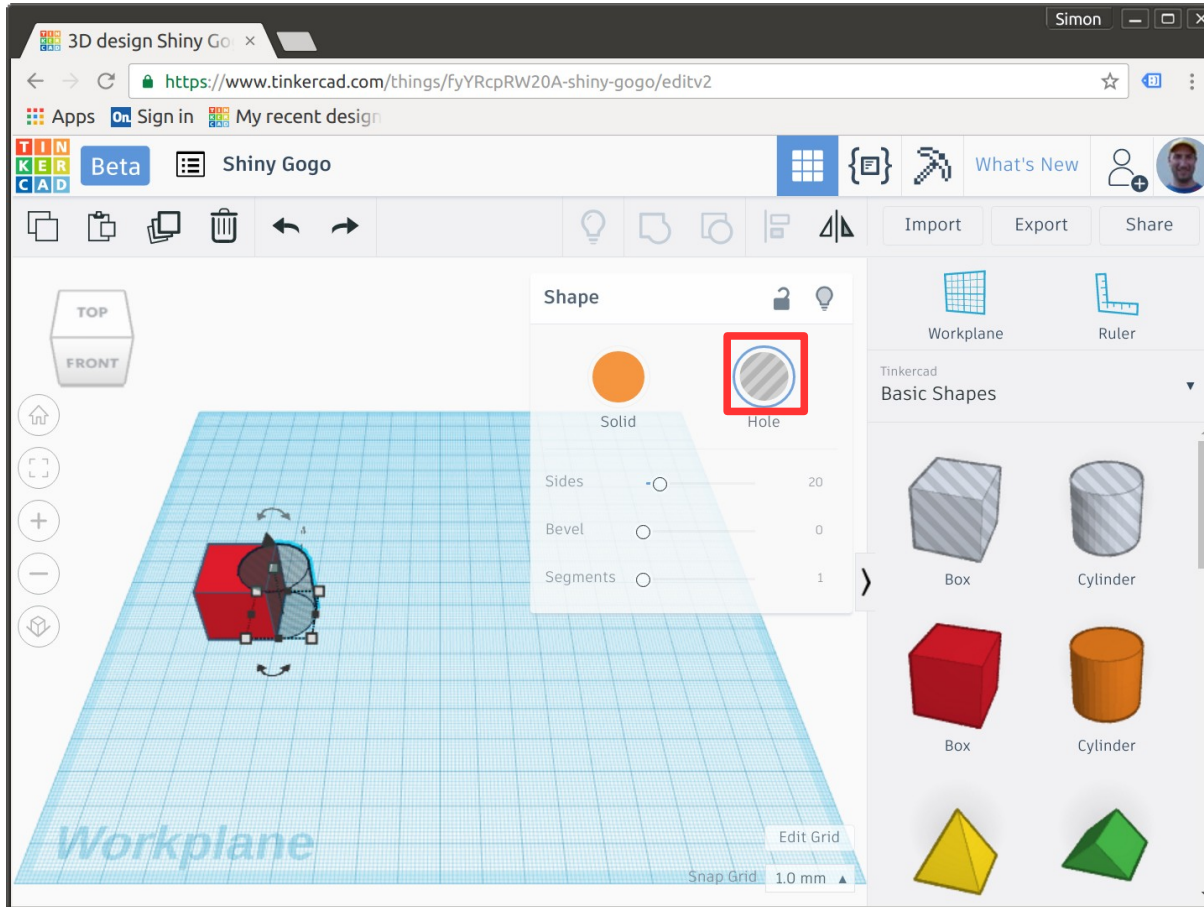 Simon
3D design Shiny Go
https://www.tinkercad.com/things/fyYRcpRW20A-shiny-gogo/editv2
Apps On Sign in My recent design
TIN
KER
CAD
Beta Shiny Gogo What's New
Import Export Share
TOP
FRONT
Shape
Solid Hole
Sides 20
Bevel 0
Segments 1
Workplane Ruler
Tinkercad
Basic Shapes
Box Cylinder
Box Cylinder
Workplane
Edit Grid
Snap Grid 1.0 mm